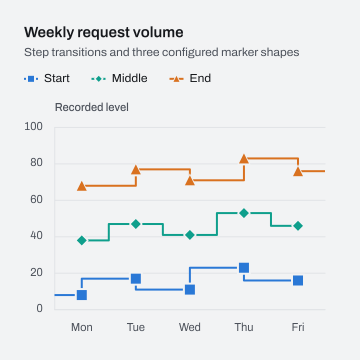 Weekly request volume
Step transitions and three configured marker shapes
Start Middle End
Recorded level
100
80
60
40
20
0
Mon Tue Wed Thu Fri